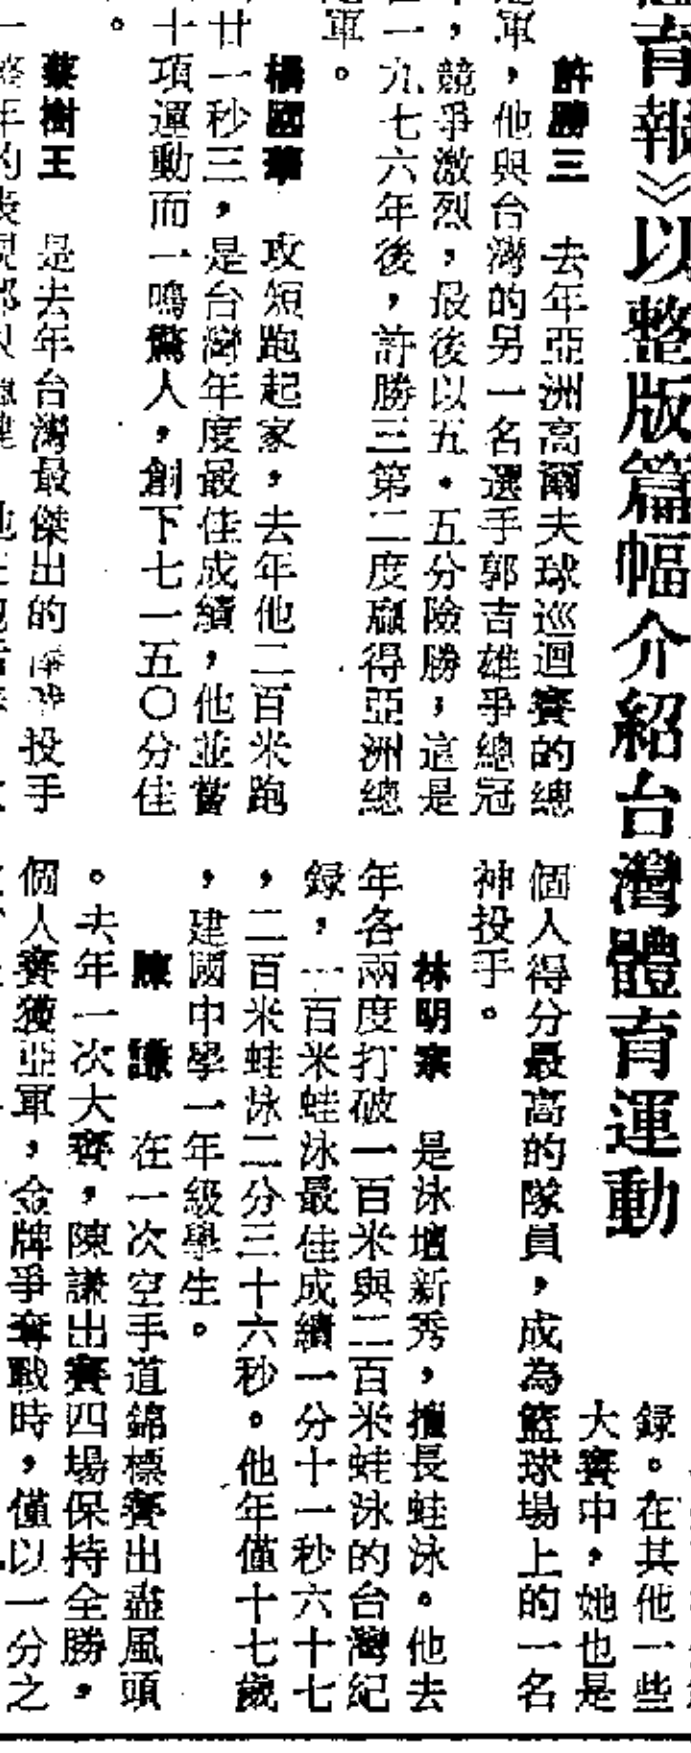 育報》以整版篇幅介紹台灣體育運動
許勝三 去年亞洲高爾夫球巡迴賽的總
軍,他與台灣的另一名選手郭吉雄爭總冠
,競爭激烈,最後以五.五分險勝,這是
一九七六年後,許勝三第二度贏得亞洲總
軍。
攻短跑起家,去年他二百米跑
廿一秒三,是台灣年度最佳成績,他並當
十項運動而一鳴驚人,創下七一五〇分佳
。
蔡樹王 是去年台灣最傑出的 投手
年的表現都
錄。在其他一些
大賽中,她也是
個人得分最高的隊員,成為籃球場上的一名
神投手。
林明 是泳壇新秀,擅長蛙泳。他去
年各兩度打破一百米與二百米蛙泳的台灣紀
錄,一百米蛙泳最佳成績一分十一秒六十七
,二百米蛙泳二分三十六秒。他年僅十七歲
,建國中學一年級學生。
陳 謙 在一次空手道錦標賽出盡風頭
。去年一次大賽,陳謙出賽四場保持全勝,
個人賽獲亞軍,金牌爭奪戰時,僅以一分之